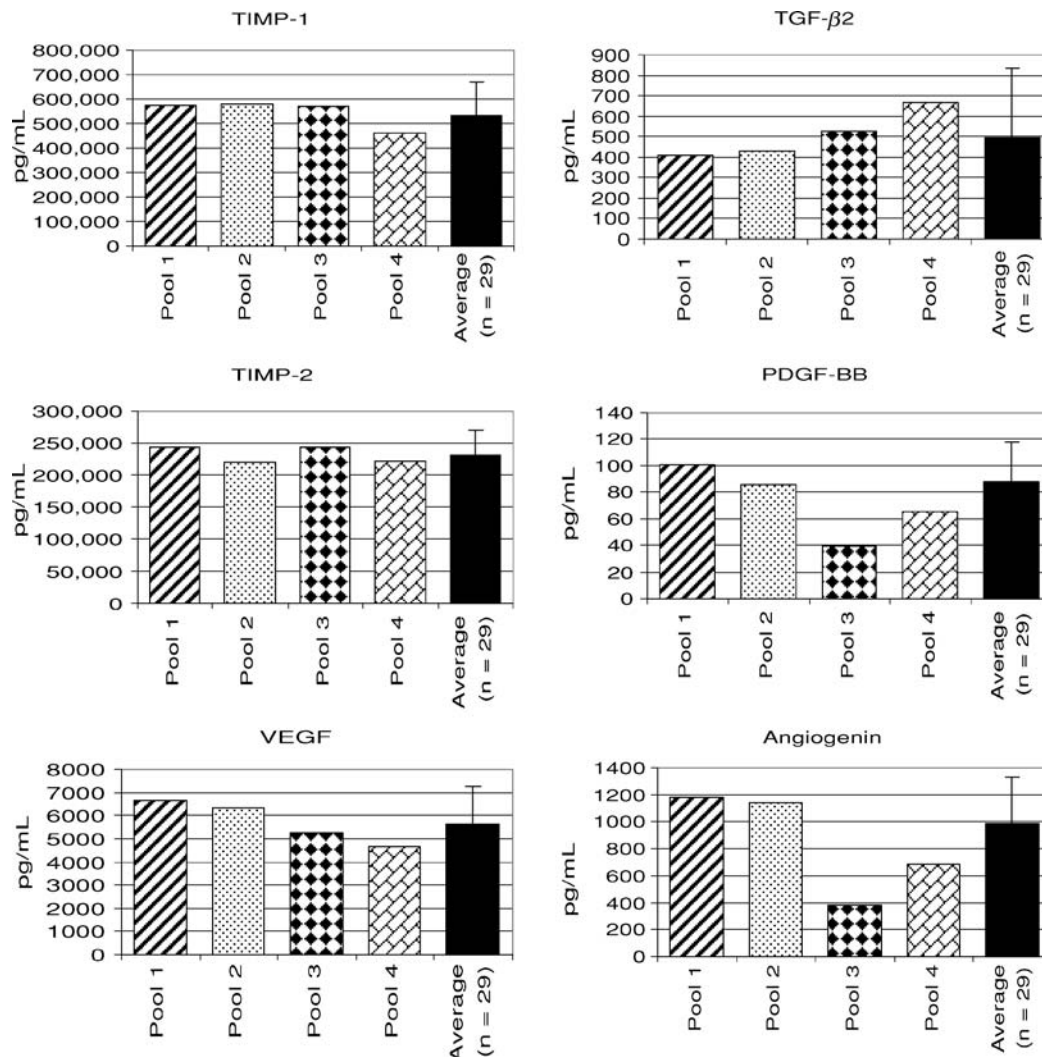 TIMP-1
pg/mL
800,000
700,000
600,000
500,000
400,000
300,000
200,000
100,000
0
Pool 1
Pool 2
Pool 3
Pool 4
Average
(n = 29)
TGF-β2
pg/mL
900
800
700
600
500
400
300
200
100
0
Pool 1
Pool 2
Pool 3
Pool 4
Average
(n = 29)
TIMP-2
pg/mL
300,000
250,000
200,000
150,000
100,000
50,000
0
Pool 1
Pool 2
Pool 3
Pool 4
Average
(n = 29)
PDGF-BB
pg/mL
140
120
100
80
60
40
20
0
Pool 1
Pool 2
Pool 3
Pool 4
Average
(n = 29)
VEGF
pg/mL
8000
7000
6000
5000
4000
3000
2000
1000
0
Pool 1
Pool 2
Pool 3
Pool 4
Average
(n = 29)
Angiogenin
pg/mL
1400
1200
1000
800
600
400
200
0
Pool 1
Pool 2
Pool 3
Pool 4
Average
(n = 29)